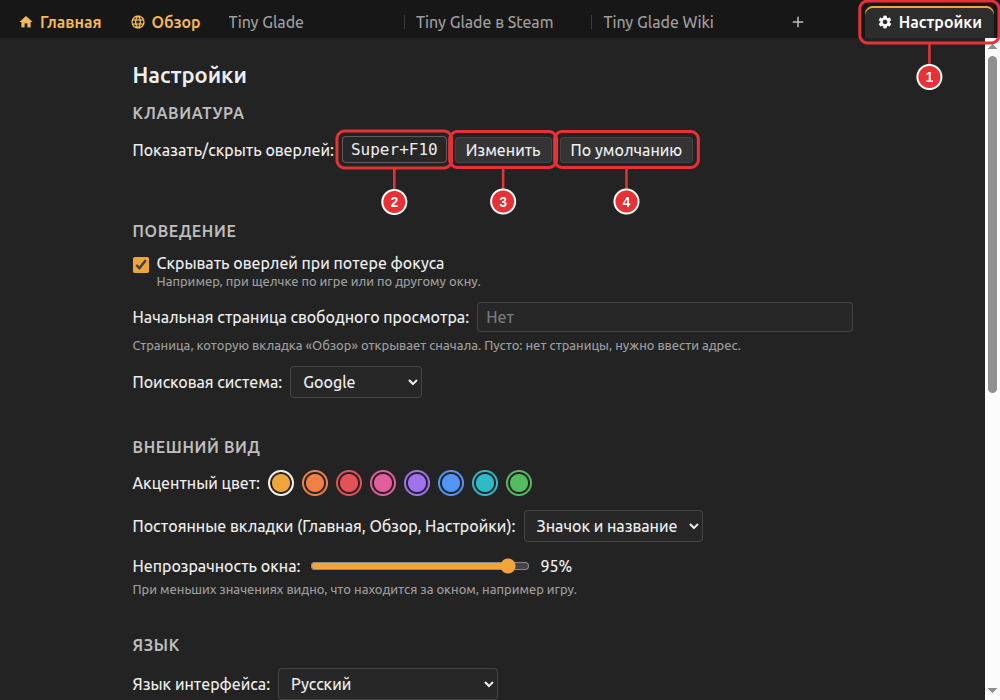 Главная Обзор Tiny Glade Tiny Glade в Steam Tiny Glade Wiki + Настройки
1
Настройки
КЛАВИАТУРА
Показать/скрыть оверлей: Super+F10 Изменить По умолчанию
2 3 4
ПОВЕДЕНИЕ
Скрывать оверлей при потере фокуса
Например, при щелчке по игре или по другому окну.
Начальная страница свободного просмотра: Нет
Страница, которую вкладка «Обзор» открывает сначала. Пусто: нет страницы, нужно ввести адрес.
Поисковая система: Google
ВНЕШНИЙ ВИД
Акцентный цвет:
Постоянные вкладки (Главная, Обзор, Настройки): Значок и название
Непрозрачность окна: 95%
При меньших значениях видно, что находится за окном, например игру.
ЯЗЫК
Язык интерфейса: Русский